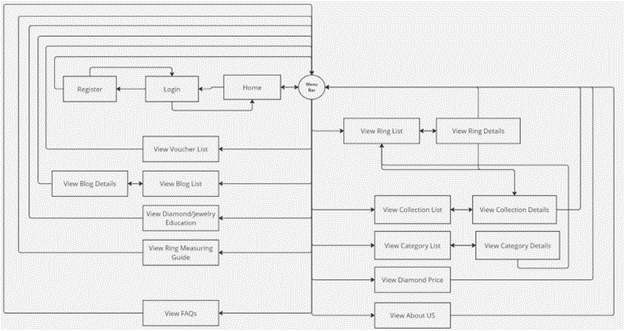 Menu
Bar
Home
Login
Register
View Ring List
View Ring Details
View Voucher List
View Blog Details
View Blog List
View Diamond/Jewelry
Education
View Collection List
View Collection Details
View Ring Measuring
Guide
View Category List
View Category Details
View Diamond Price
View FAQs
View About US